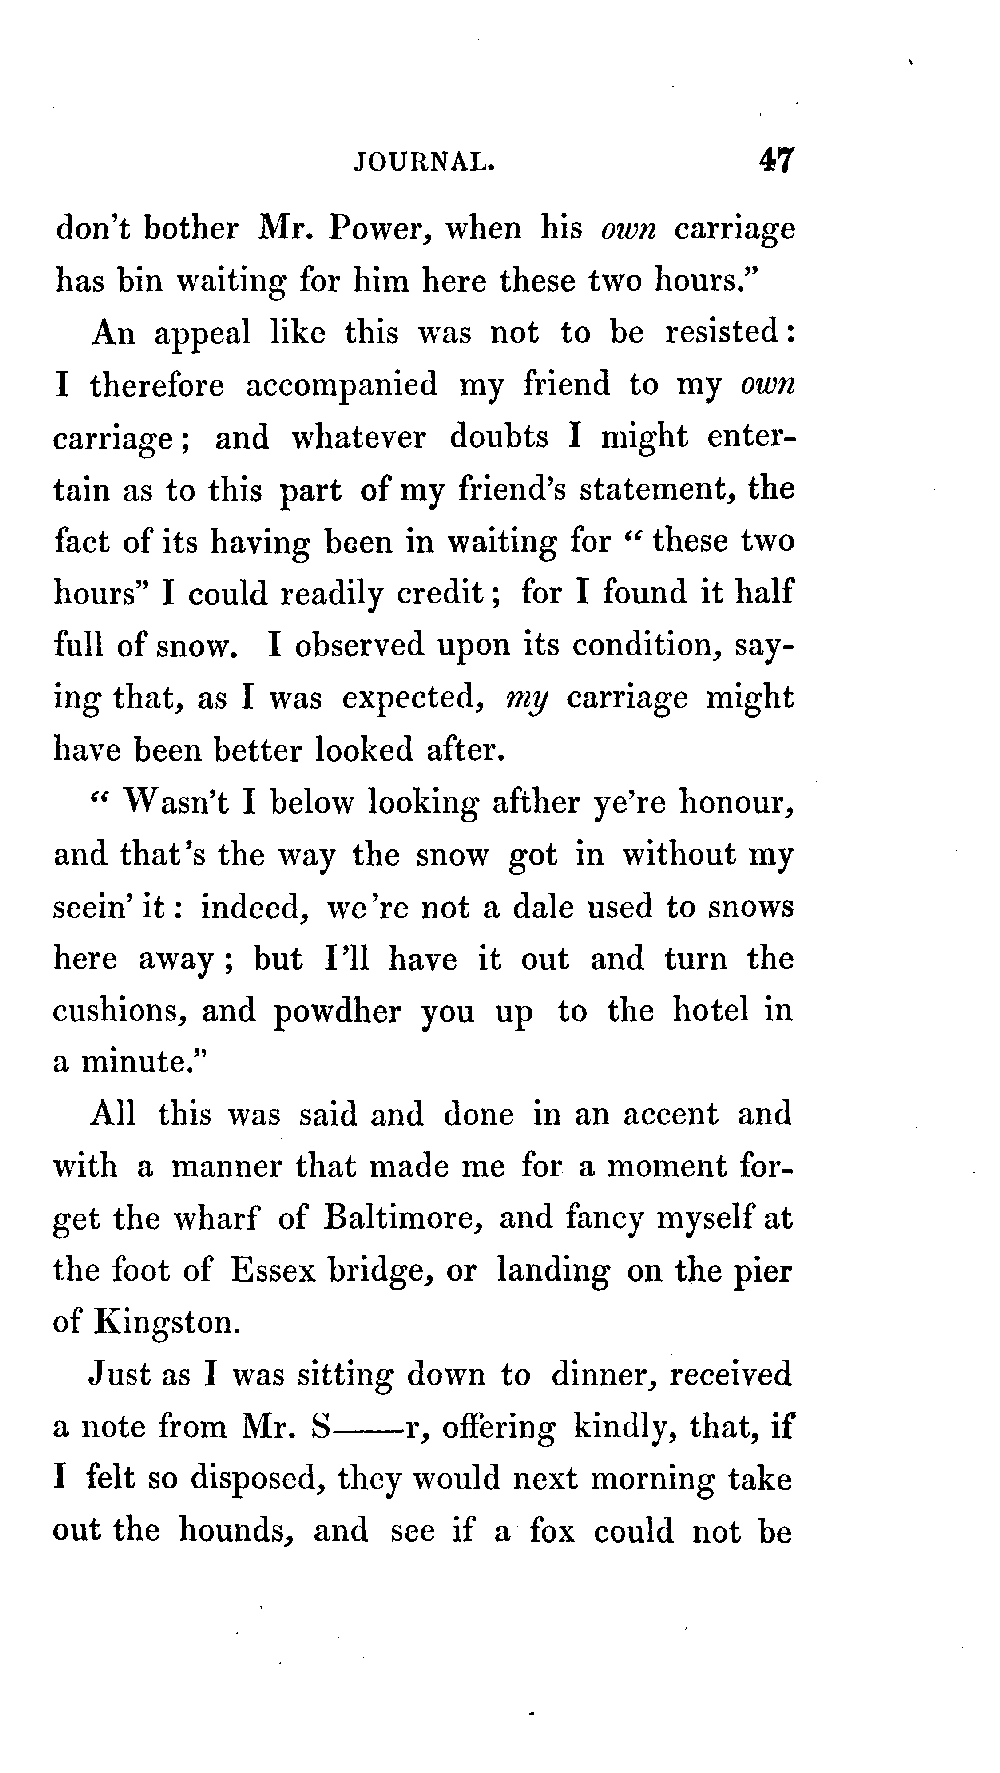 JOURNAL. 47
don't bother Mr. Power, when his own carriage
has bin waiting for him here these two hours."
An appeal like this was not to be resisted:
I therefore accompanied my friend to my own
carriage; and whatever doubts I might enter-
tain as to this part of my friend's statement, the
fact of its having been in waiting for "these two
hours" I could readily credit; for I found it half
full of snow. I observed upon its condition, say-
ing that, as I was expected, my carriage might
have been better looked after.
"Wasn't I below looking afther ye're honour,
and that's the way the snow got in without my
seein' it: indeed, we're not a dale used to snows
here away; but I'll have it out and turn the
cushions, and powdher you up to the hotel in
a minute."
All this was said and done in an accent and
with a manner that made me for a moment for-
get the wharf of Baltimore, and fancy myself at
the foot of Essex bridge, or landing on the pier
of Kingston.
Just as I was sitting down to dinner, received
a note from Mr. S——r, offering kindly, that, if
I felt so disposed, they would next morning take
out the hounds, and see if a fox could not be